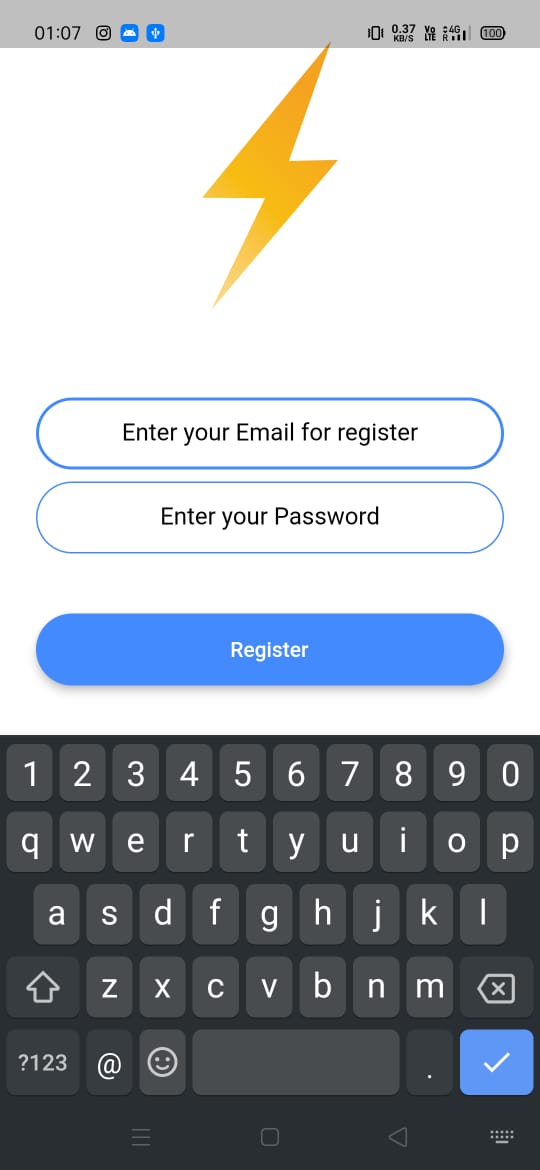 01:07 0.37 KB/S Vo LTE 4G R 100
Enter your Email for register
Enter your Password
Register
1 2 3 4 5 6 7 8 9 0
q w e r t y u i o p
a s d f g h j k l
z x c v b n m
?123 @ .